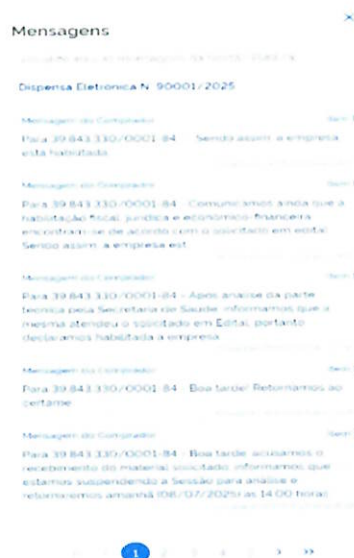 Mensagens
Dispensa Eletrônica N° 90001/2025
Mensagem do Comprador
Para 39.843.330/0001-84 - Sendo assim, a empresa
está habilitada.
Mensagem do Comprador
Para 39.843.330/0001-84 - Comunicamos ainda que a
habilitação fiscal, jurídica e econômico-financeira
encontram-se de acordo com o solicitado em edital.
Sendo assim, a empresa est
Mensagem do Comprador
Para 39.843.330/0001-84 - Após análise da parte
técnica pela Secretaria de Saúde, informamos que a
mesma atendeu o solicitado em Edital, portanto
declaramos habilitada a empresa
Mensagem do Comprador
Para 39.843.330/0001-84 - Boa tarde! Retornamos ao
certame.
Mensagem do Comprador
Para 39.843.330/0001-84 - Boa tarde, acusamos o
recebimento do material solicitado, informamos que
estamos suspendendo a Sessão para análise e
retornaremos amanhã (08/07/2025) as 14:00 horas
1